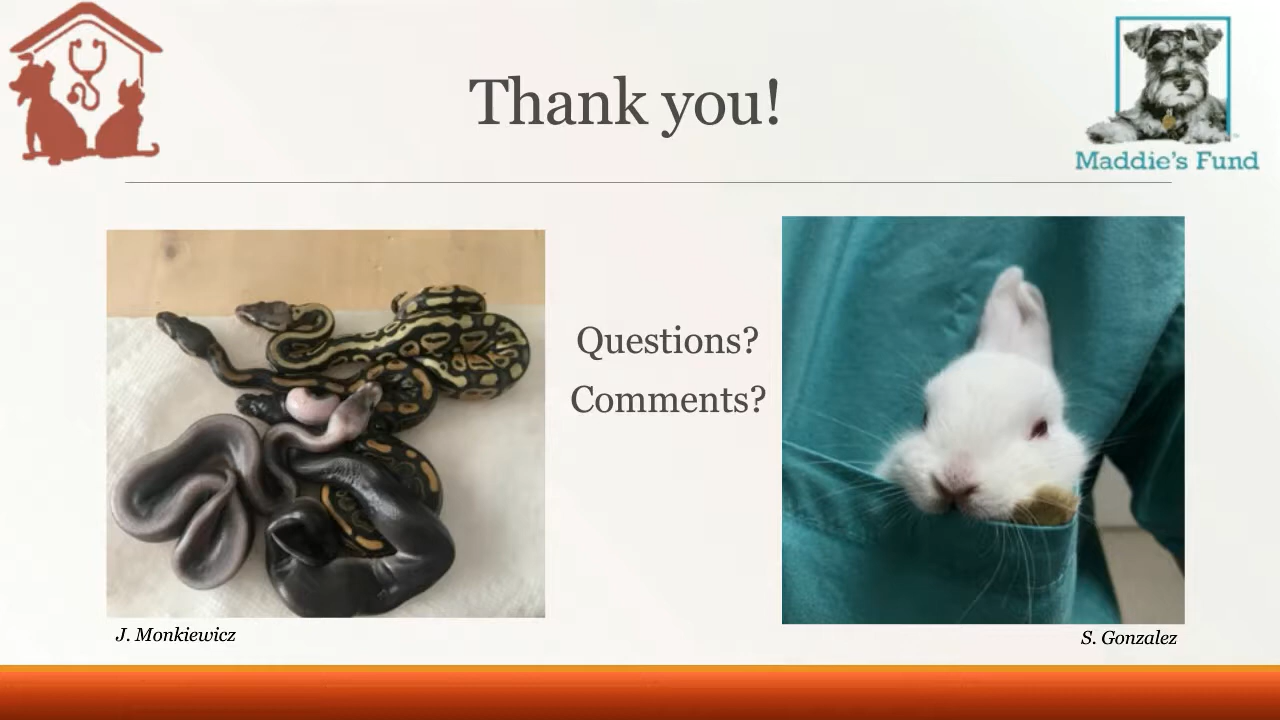 Thank you!
Maddie's Fund
Questions?
Comments?
J. Monkiewicz
S. Gonzalez